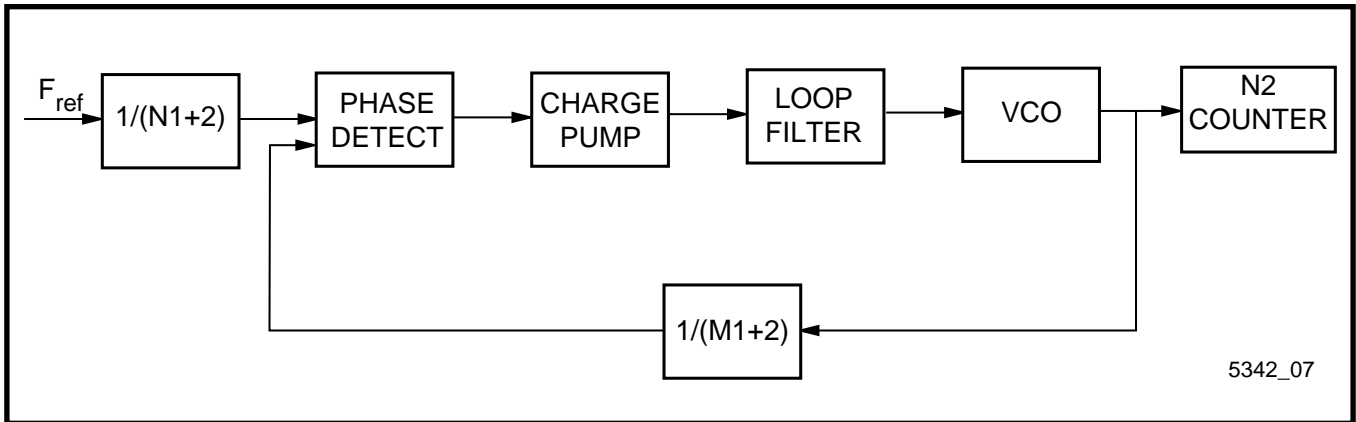 F_ref
1/(N1+2)
PHASE
DETECT
CHARGE
PUMP
LOOP
FILTER
VCO
N2
COUNTER
1/(M1+2)
5342_07